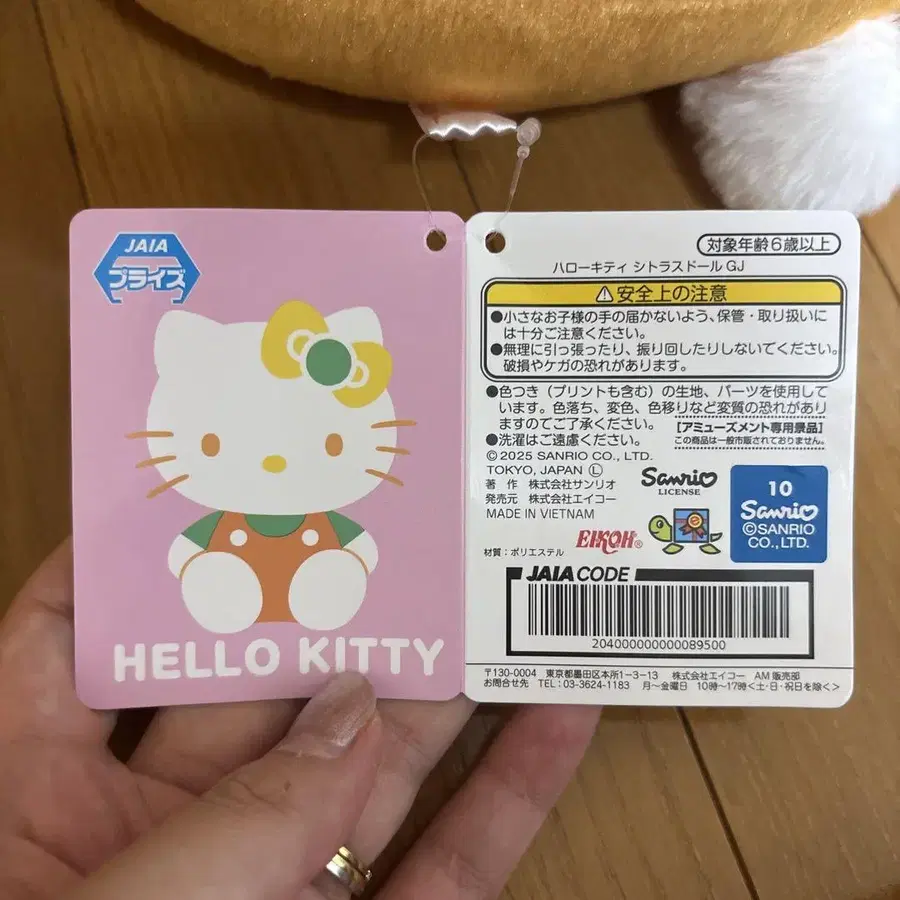 JAIA
プライズ
HELLO KITTY
対象年齢6歳以上
ハローキティ シトラスドール GJ
⚠安全上の注意
●小さなお子様の手の届かないよう、保管・取り扱いに
は十分ご注意ください。
●無理に引っ張ったり、振り回したりしないでください。
破損やケガの恐れがあります。
●色つき（プリントも含む）の生地、パーツを使用して
います。色落ち、変色、色移りなど変質の恐れがあり
ますのでご了承ください。
【アミューズメント専用景品】
●洗濯はご遠慮ください。
この商品は一般市販されておりません。
© 2025 SANRIO CO., LTD.
TOKYO, JAPAN Ⓛ
著 作 株式会社サンリオ
発売元 株式会社エイコー
MADE IN VIETNAM
Sanrio
LICENSE
10
Sanrio
©SANRIO
CO., LTD.
EIKOH®
材質：ポリエステル
JAIA CODE
204000000000089500
〒130-0004 東京都墨田区本所1-3-13 株式会社エイコー AM販売部
お問合せ先 TEL：03-3624-1183 月～金曜日 10時～17時＜土・日・祝日を除く＞